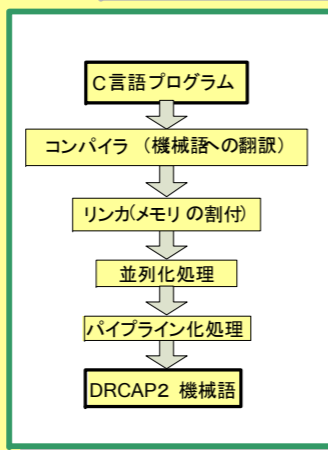 C言語プログラム
コンパイラ (機械語への翻訳)
リンカ(メモリの割付)
並列化処理
パイプライン化処理
DRCAP2 機械語